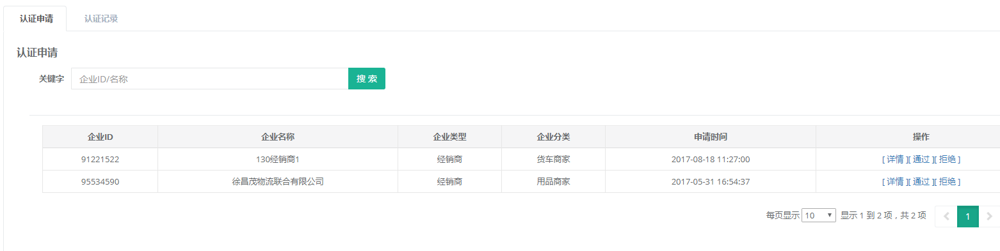 认证申请 认证记录
认证申请
关键字 企业ID/名称 搜 索
企业ID 企业名称 企业类型 企业分类 申请时间 操作
91221522 130经销商1 经销商 货车商家 2017-08-18 11:27:00 [ 详情 ][ 通过 ][ 拒绝 ]
95534590 徐昌茂物流联合有限公司 经销商 用品商家 2017-05-31 16:54:37 [ 详情 ][ 通过 ][ 拒绝 ]
每页显示 10 显示 1 到 2 项，共 2 项 1